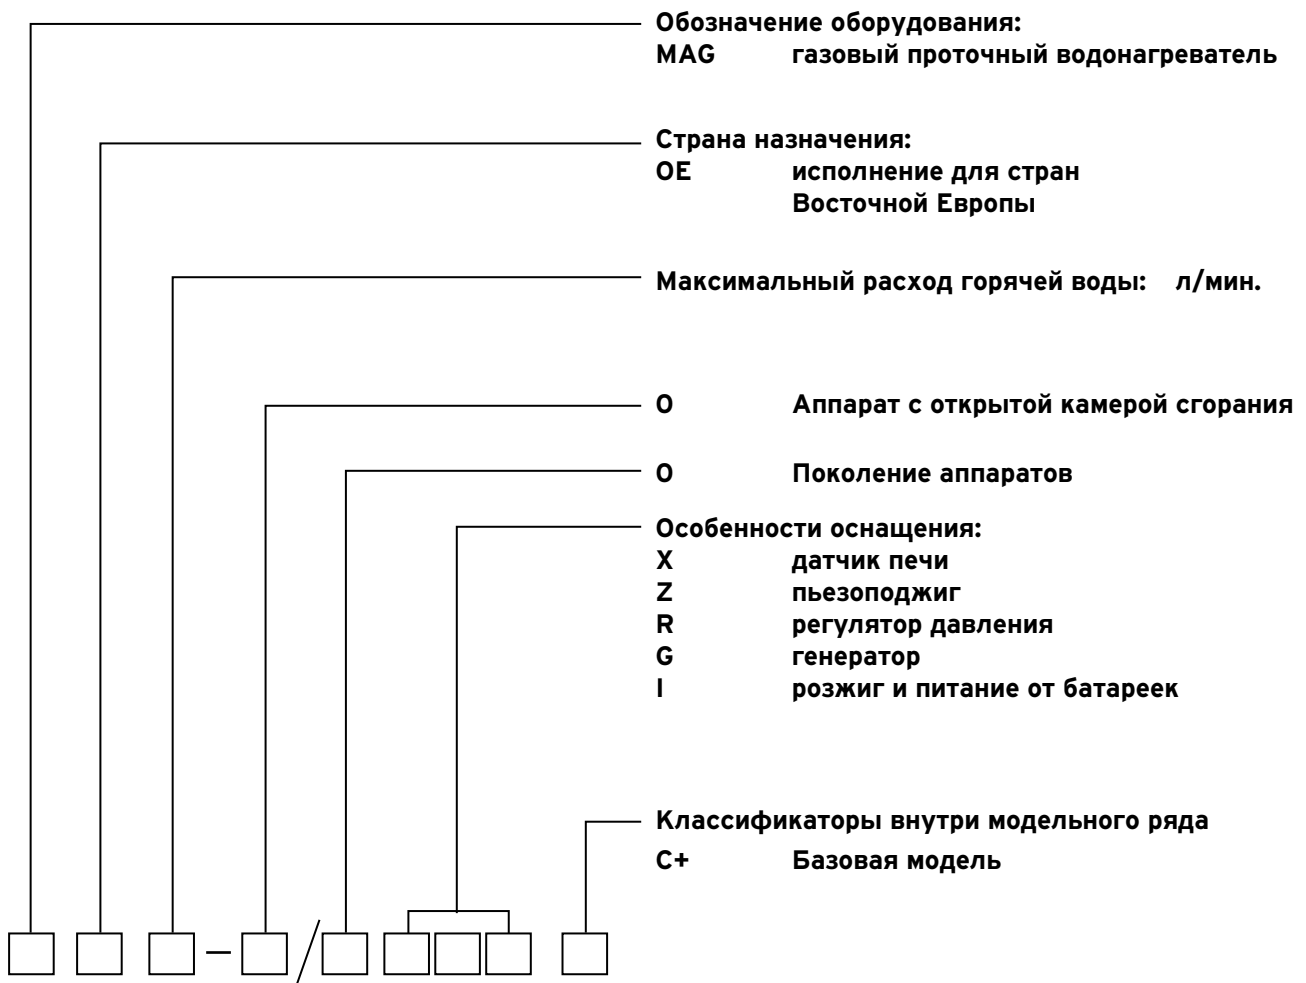 Обозначение оборудования:
MAG газовый проточный водонагреватель
Страна назначения:
OE исполнение для стран
Восточной Европы
Максимальный расход горячей воды: л/мин.
O Аппарат с открытой камерой сгорания
O Поколение аппаратов
Особенности оснащения:
X датчик печи
Z пьезоподжиг
R регулятор давления
G генератор
I розжиг и питание от батареек
Классификаторы внутри модельного ряда
C+ Базовая модель
– /